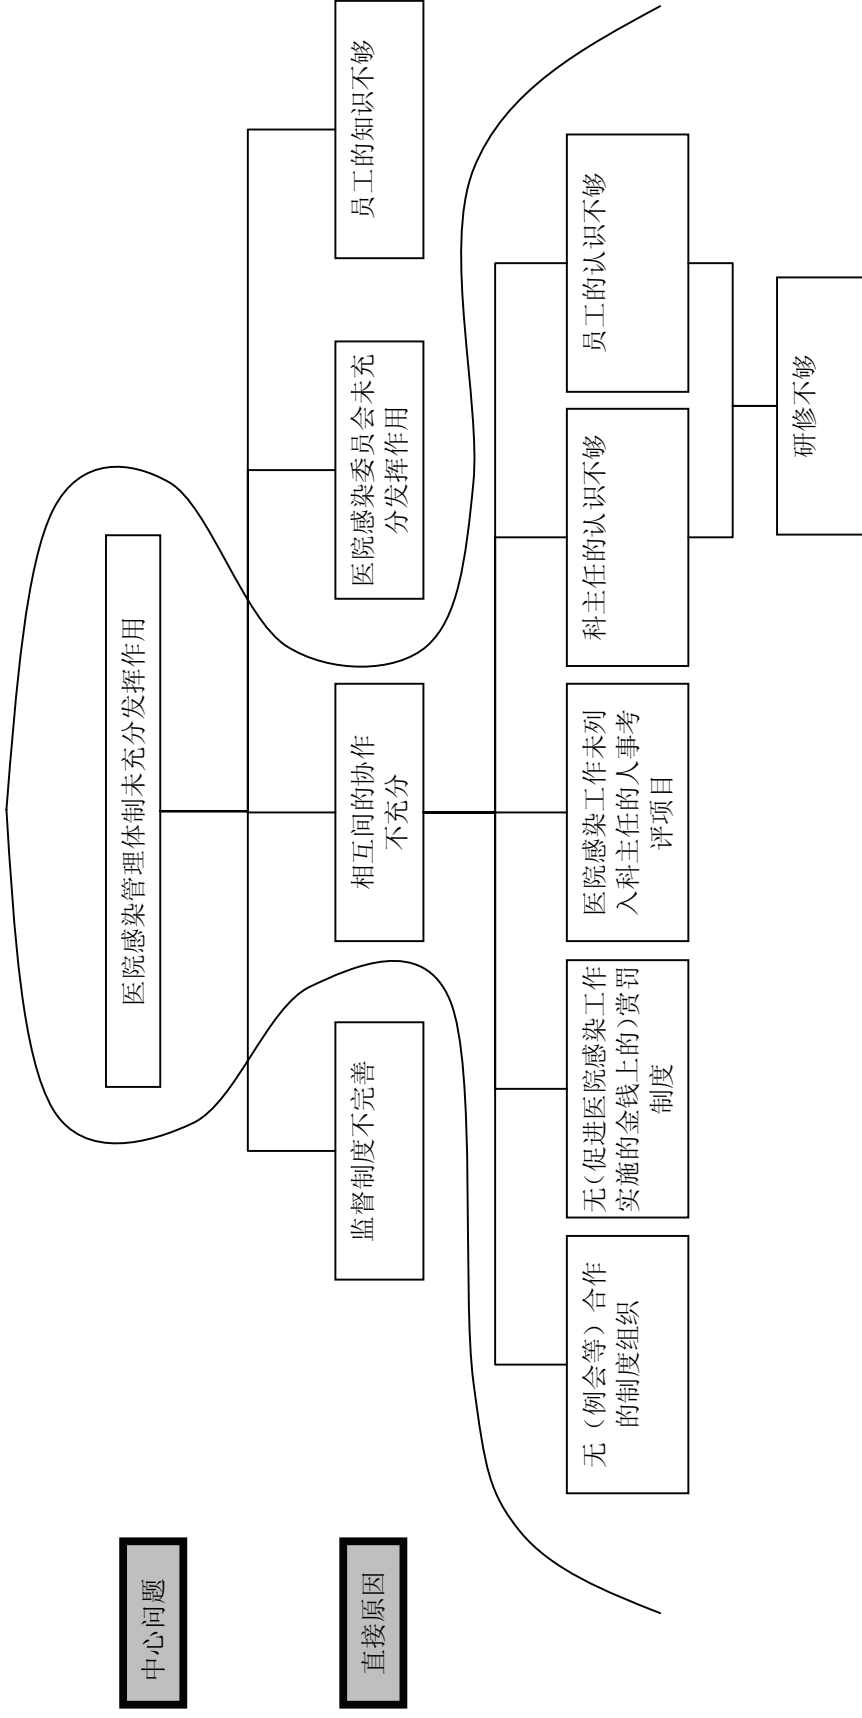 中心问题
医院感染管理体制未充分发挥作用
直接原因
监督制度不完善
相互间的协作
不充分
医院感染委员会未充
分发挥作用
员工的知识不够
无（例会等）合作
的制度组织
无（促进医院感染工作
实施的金钱上的）赏罚
制度
医院感染工作未列
入科主任的人事考
评项目
科主任的认识不够
员工的认识不够
研修不够